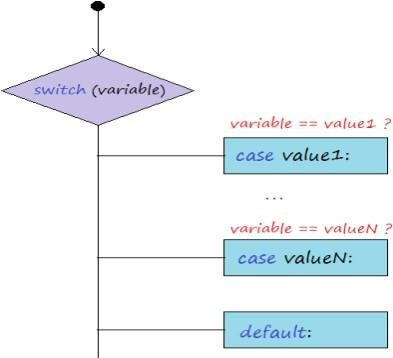 switch (variable)
variable == value1 ?
case value1:
...
variable == valueN ?
case valueN:
default: